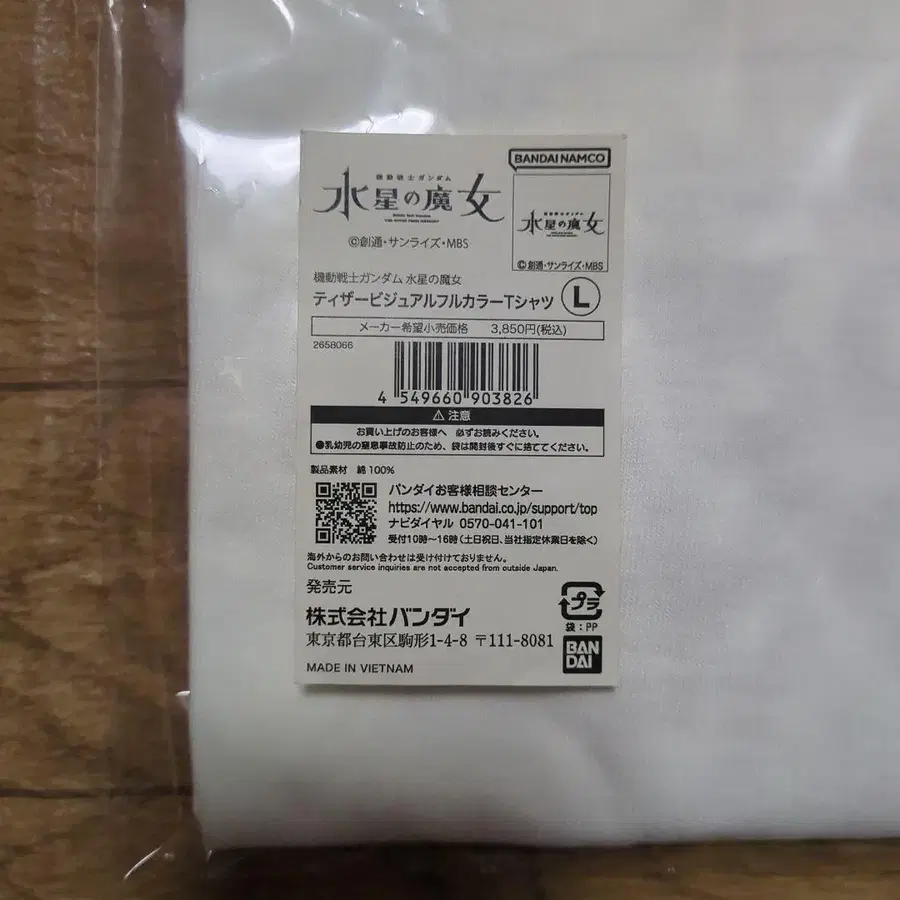 BANDAI NAMCO
機動戦士ガンダム
水星の魔女
©創通・サンライズ・MBS
機動戦士ガンダム
水星の魔女
©創通・サンライズ・MBS
機動戦士ガンダム 水星の魔女
ティザービジュアルフルカラーTシャツ L
メーカー希望小売価格 3,850円(税込)
2658066
4 549660 903826
⚠ 注意
お買い上げのお客様へ 必ずお読みください。
●乳幼児の窒息事故防止のため、袋は開封後すぐに捨ててください。
製品素材 綿100%
バンダイお客様相談センター
https://www.bandai.co.jp/support/top
ナビダイヤル 0570-041-101
受付10時〜16時(土日祝日、当社指定休業日を除く)
海外からのお問い合わせは受け付けておりません。
Customer service inquiries are not accepted from outside Japan.
発売元
株式会社バンダイ
東京都台東区駒形1-4-8 〒111-8081
プラ
袋:PP
BAN
DAI
MADE IN VIETNAM